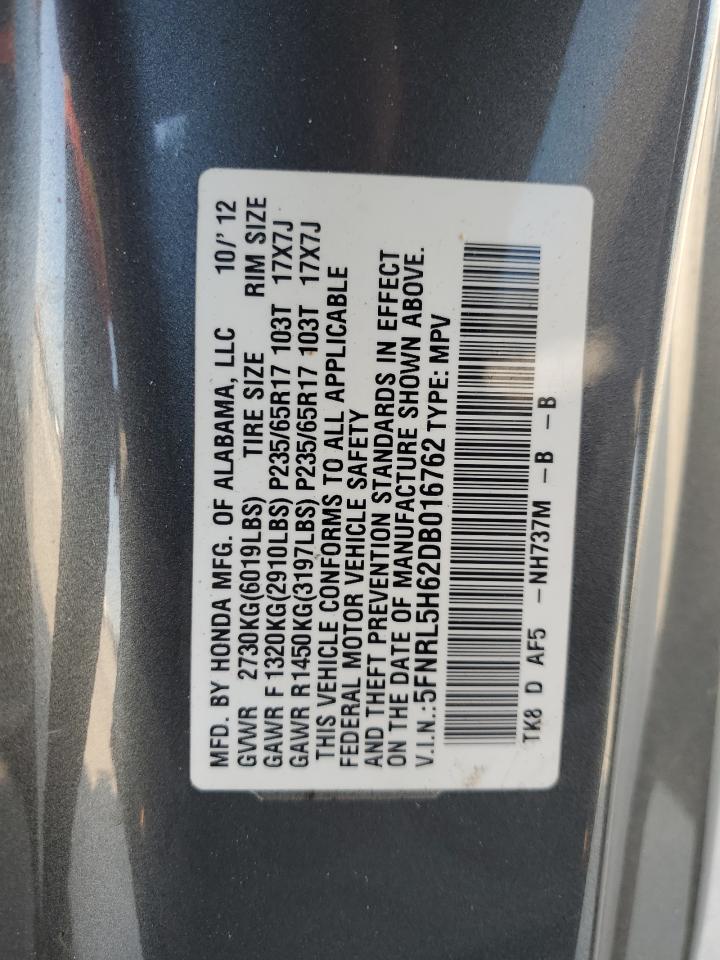 MFD. BY HONDA MFG. OF ALABAMA, LLC 10/'12
GVWR 2730KG(6019LBS) TIRE SIZE RIM SIZE
GAWR F 1320KG(2910LBS) P235/65R17 103T 17X7J
GAWR R1450KG(3197LBS) P235/65R17 103T 17X7J
THIS VEHICLE CONFORMS TO ALL APPLICABLE
FEDERAL MOTOR VEHICLE SAFETY
AND THEFT PREVENTION STANDARDS IN EFFECT
ON THE DATE OF MANUFACTURE SHOWN ABOVE.
V.I.N.:5FNRL5H62DB016762 TYPE: MPV
TK8 D AF5 -NH737M -B -B